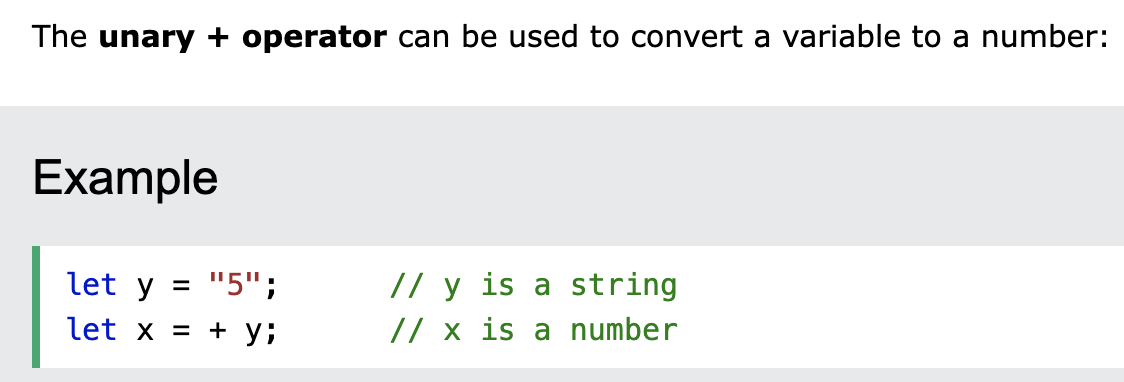 The unary + operator can be used to convert a variable to a number:
Example
let y = "5";      // y is a string
let x = + y;      // x is a number